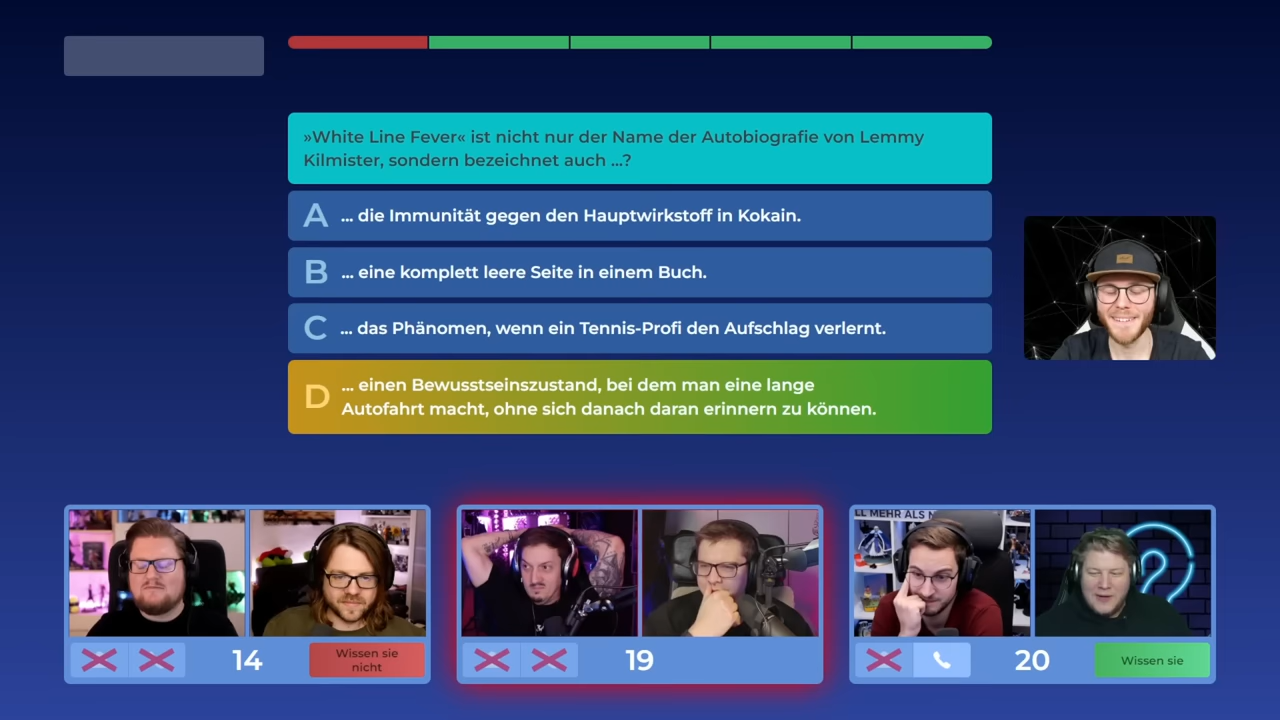 »White Line Fever« ist nicht nur der Name der Autobiografie von Lemmy
Kilmister, sondern bezeichnet auch ...?
A ... die Immunität gegen den Hauptwirkstoff in Kokain.
B ... eine komplett leere Seite in einem Buch.
C ... das Phänomen, wenn ein Tennis-Profi den Aufschlag verlernt.
D ... einen Bewusstseinszustand, bei dem man eine lange
Autofahrt macht, ohne sich danach daran erinnern zu können.
LL MEHR ALS
14
Wissen sie
nicht
19
20
Wissen sie